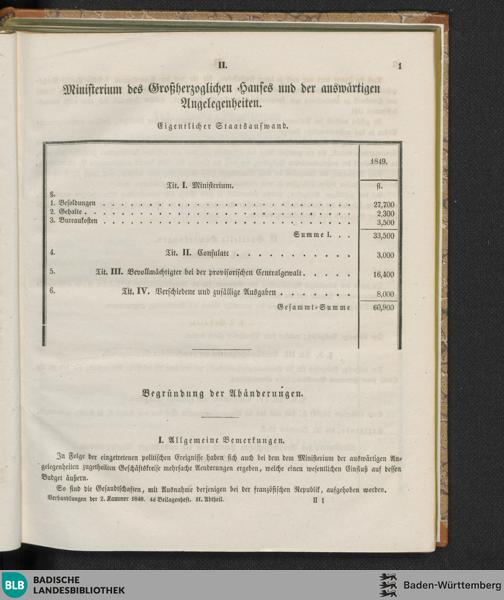 II.
1
Ministerium des Großherzoglichen Hauses und der auswärtigen
Angelegenheiten.
Eigentlicher Staatsaufwand.
1849.
Tit. I. Ministerium.
fl.
§.
1. Besoldungen 27,700
2. Gehalte 2,300
3. Bureaukosten 3,500
Summe I. 33,500
4. Tit. II. Consulate 3,000
5. Tit. III. Bevollmächtigter bei der provisorischen Centralgewalt 16,400
6. Tit. IV. Verschiedene und zufällige Ausgaben 8,000
Gesammt-Summe 60,900
Begründung der Abänderungen.
I. Allgemeine Bemerkungen.
In Folge der eingetretenen politischen Ereignisse haben sich auch bei dem dem Ministerium der auswärtigen An-
gelegenheiten zugetheilten Geschäftskreise mehrfache Aenderungen ergeben, welche einen wesentlichen Einfluß auf dessen
Budget äußern.
So sind die Gesandtschaften, mit Ausnahme derjenigen bei der französischen Republik, aufgehoben worden.
Verhandlungen der 2. Kammer 1848. 4s Beilagenheft. II. Abtheil.
II 1
BLB
BADISCHE
LANDESBIBLIOTHEK
Baden-Württemberg